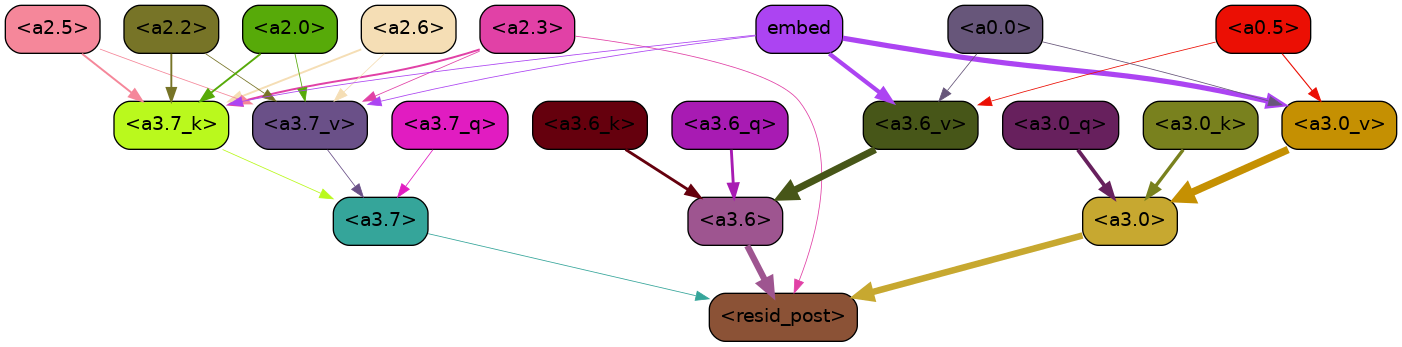 <a2.5> <a2.2> <a2.0> <a2.6> <a2.3> embed <a0.0> <a0.5>
<a3.7_k> <a3.7_v> <a3.7_q> <a3.6_k> <a3.6_q> <a3.6_v> <a3.0_q> <a3.0_k> <a3.0_v>
<a3.7> <a3.6> <a3.0>
<resid_post>